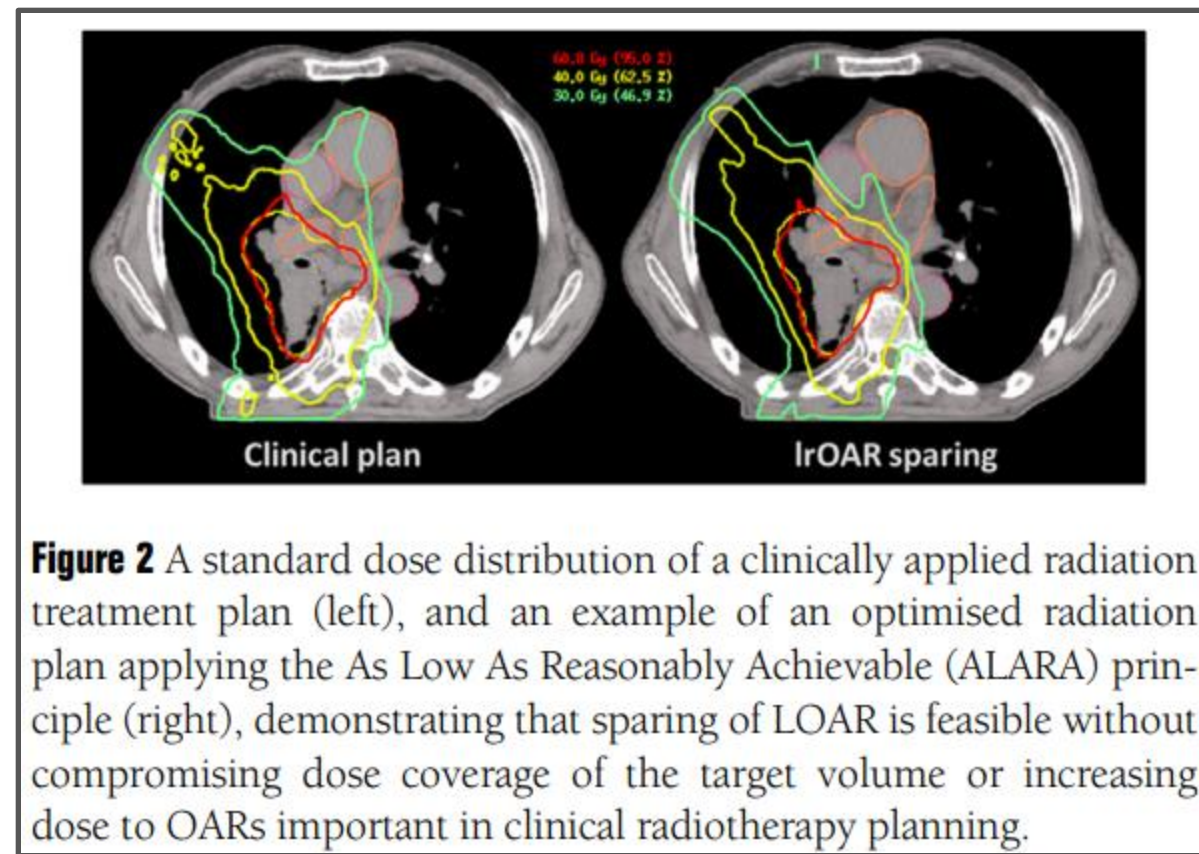 60.8 Gy (95.0 %)
40.0 Gy (62.5 %)
30.0 Gy (46.9 %)
Clinical plan
lrOAR sparing
Figure 2 A standard dose distribution of a clinically applied radiation
treatment plan (left), and an example of an optimised radiation
plan applying the As Low As Reasonably Achievable (ALARA) prin-
ciple (right), demonstrating that sparing of LOAR is feasible without
compromising dose coverage of the target volume or increasing
dose to OARs important in clinical radiotherapy planning.